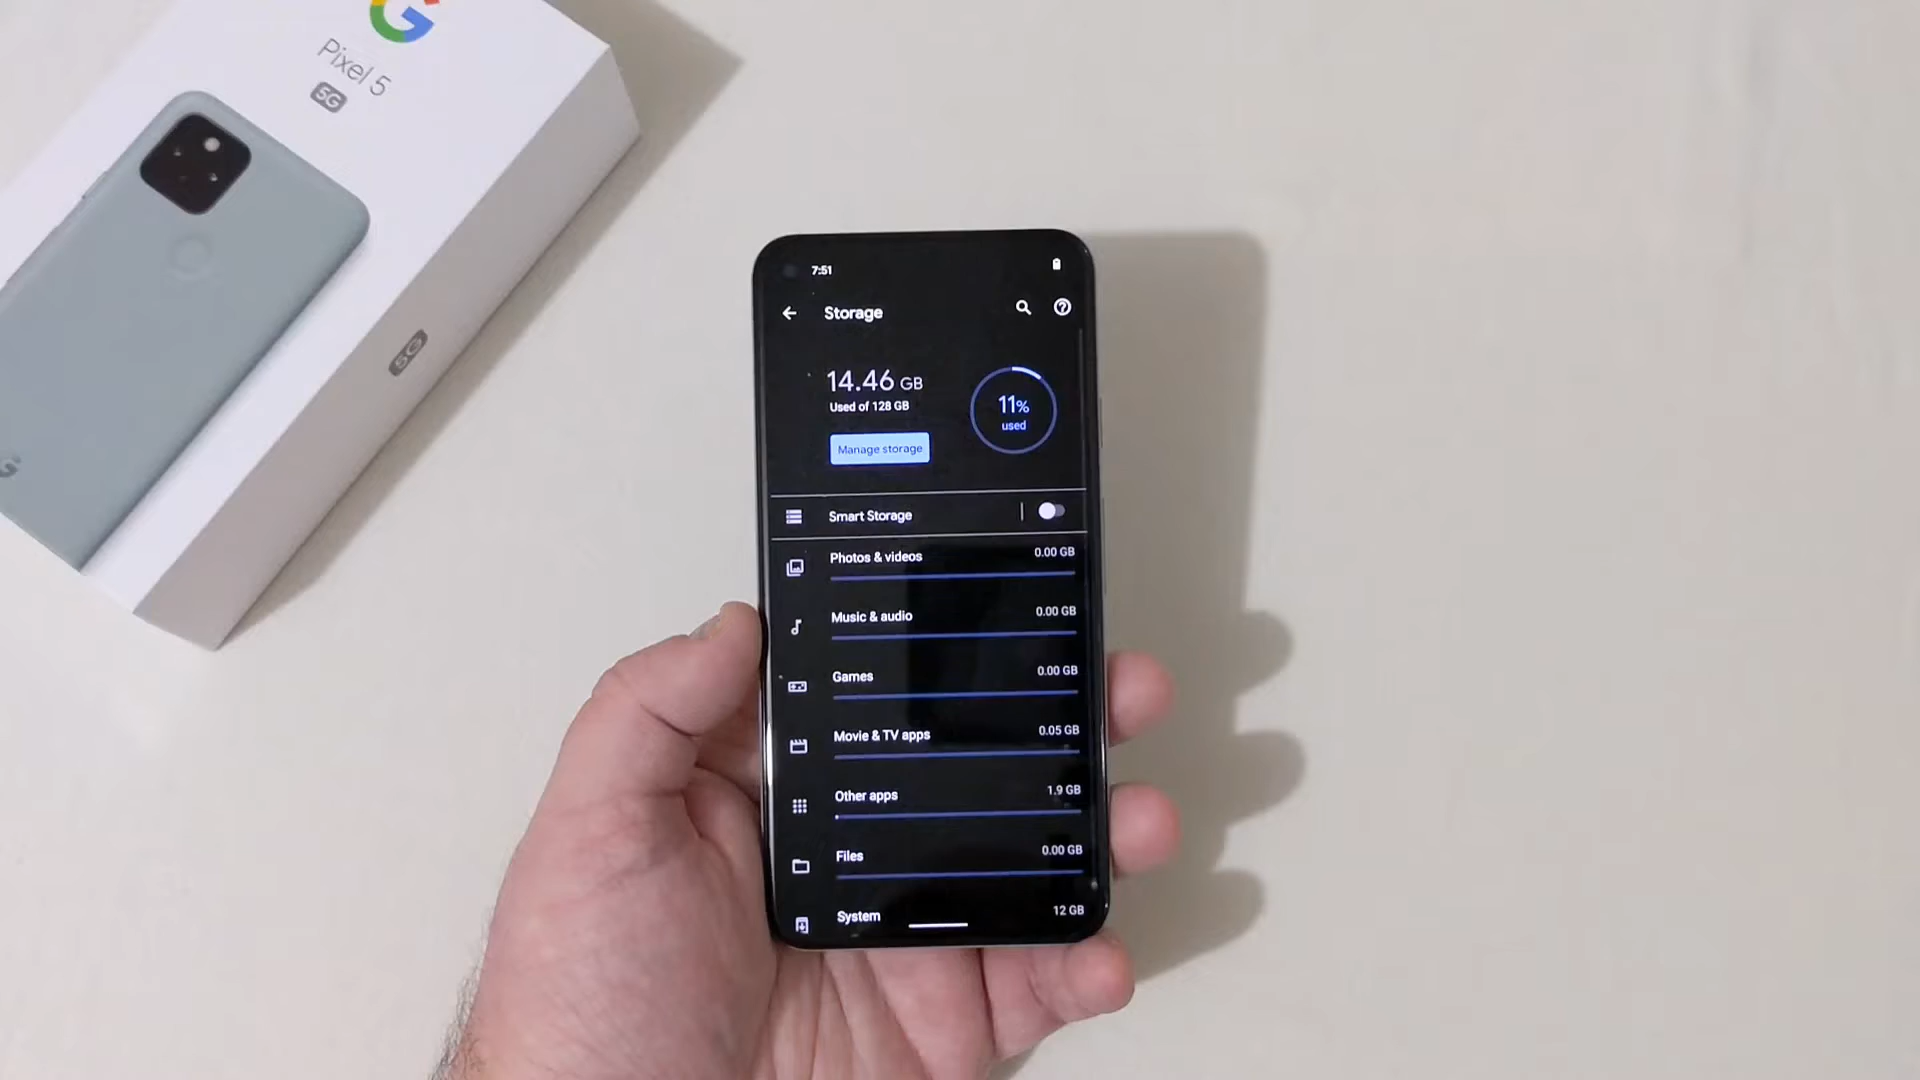 G
Pixel 5
5G
5G
G
7:51
Storage
14.46 GB
Used of 128 GB
11%
used
Manage storage
Smart Storage
Photos & videos 0.00 GB
Music & audio 0.00 GB
Games 0.00 GB
Movie & TV apps 0.05 GB
Other apps 1.9 GB
Files 0.00 GB
System 12 GB